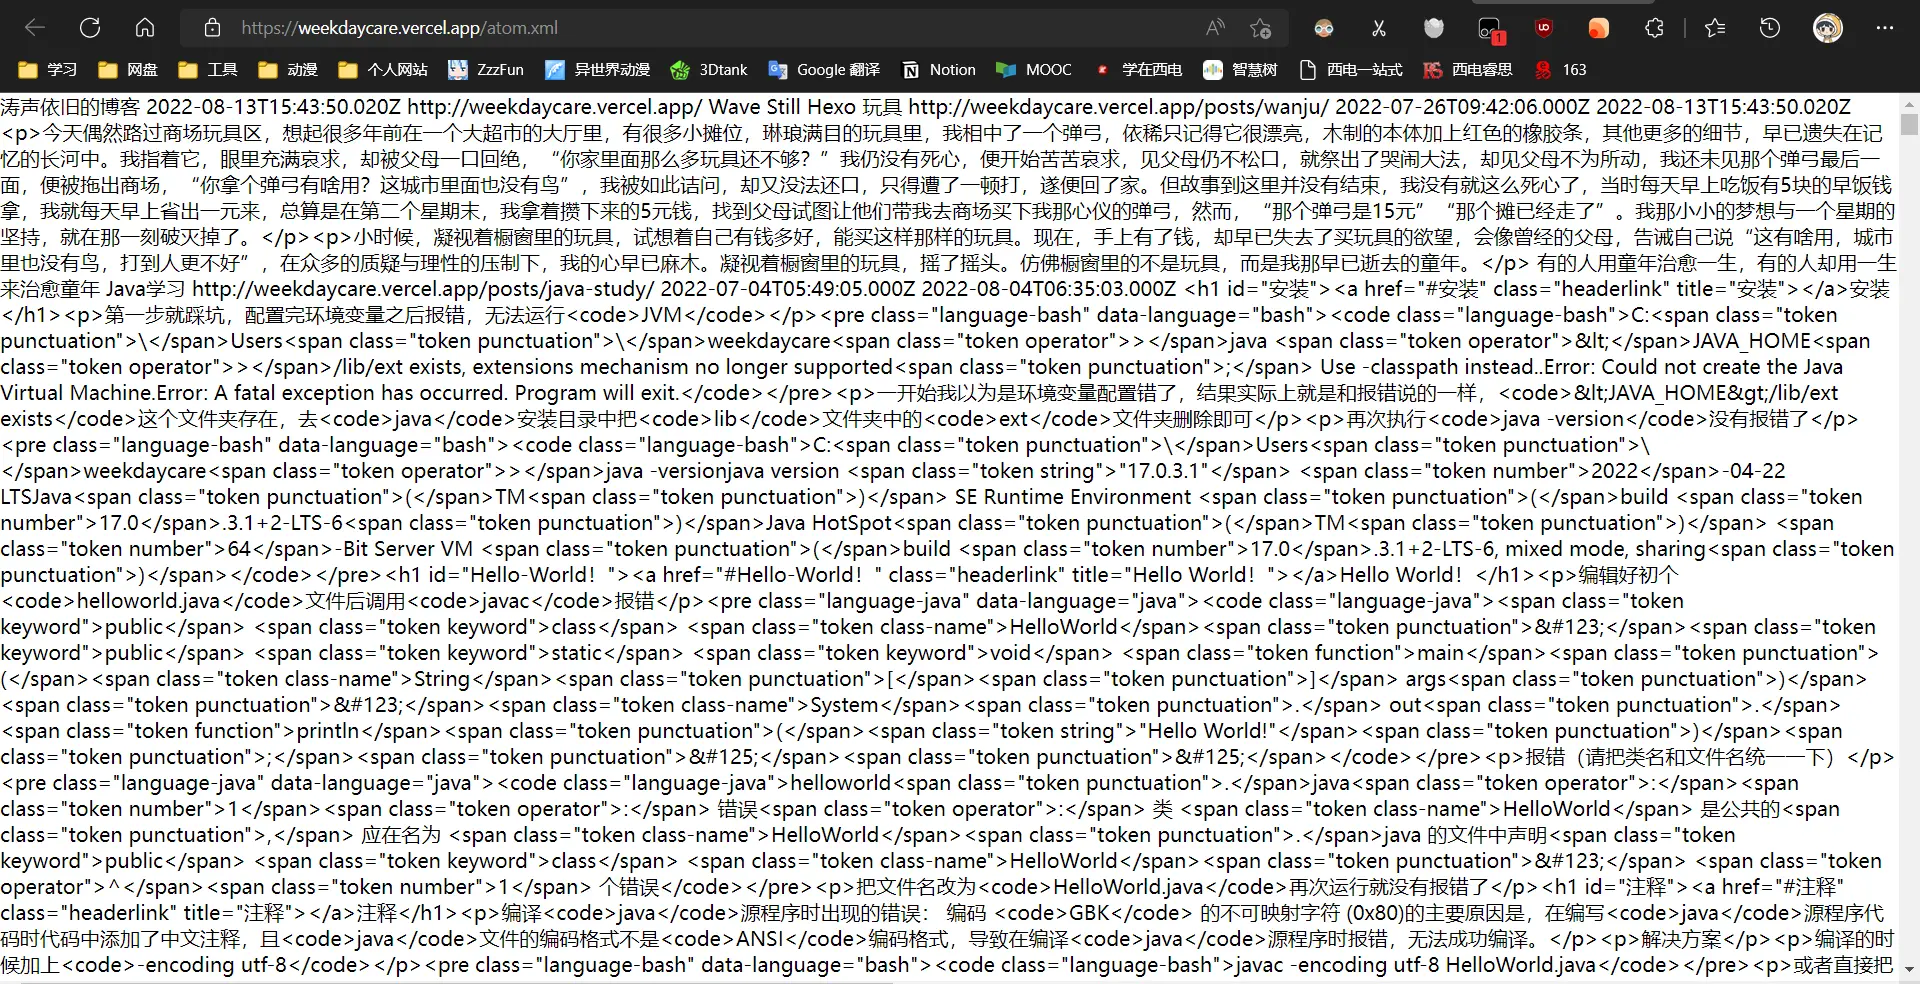 https://weekdaycare.vercel.app/atom.xml
学习 网盘 工具 动漫 个人网站 ZzzFun 异世界动漫 3Dtank Google 翻译 Notion MOOC 学在西电 智慧树 西电一站式 西电睿思 163
涛声依旧的博客 2022-08-13T15:43:50.020Z http://weekdaycare.vercel.app/ Wave Still Hexo 玩具 http://weekdaycare.vercel.app/posts/wanju/ 2022-07-26T09:42:06.000Z 2022-08-13T15:43:50.020Z
<p>今天偶然路过商场玩具区，想起很多年前在一个大超市的大厅里，有很多小摊位，琳琅满目的玩具里，我相中了一个弹弓，依稀只记得它很漂亮，木制的本体加上红色的橡胶条，其他更多的细节，早已遗失在记
忆的长河中。我指着它，眼里充满哀求，却被父母一口回绝，“你家里面那么多玩具还不够？”我仍没有死心，便开始苦苦哀求，见父母仍不松口，就祭出了哭闹大法，却见父母不为所动，我还未见那个弹弓最后一
面，便被拖出商场，“你拿个弹弓有啥用？这城市里面也没有鸟”，我被如此诘问，却又没法还口，只得遭了一顿打，遂便回了家。但故事到这里并没有结束，我没有就这么死心了，当时每天早上吃饭有5块的早饭钱
拿，我就每天早上省出一元来，总算是在第二个星期末，我拿着攒下来的5元钱，找到父母试图让他们带我去商场买下我那心仪的弹弓，然而，“那个弹弓是15元”“那个摊已经走了”。我那小小的梦想与一个星期的
坚持，就在那一刻破灭掉了。</p><p>小时候，凝视着橱窗里的玩具，试想着自己有钱多好，能买这样那样的玩具。现在，手上有了钱，却早已失去了买玩具的欲望，会像曾经的父母，告诫自己说“这有啥用，城市
里也没有鸟，打到人更不好”，在众多的质疑与理性的压制下，我的心早已麻木。凝视着橱窗里的玩具，摇了摇头。仿佛橱窗里的不是玩具，而是我那早已逝去的童年。</p> 有的人用童年治愈一生，有的人却用一生
来治愈童年 Java学习 http://weekdaycare.vercel.app/posts/java-study/ 2022-07-04T05:49:05.000Z 2022-08-04T06:35:03.000Z <h1 id="安装"><a href="#安装" class="headerlink" title="安装"></a>安装
</h1><p>第一步就踩坑，配置完环境变量之后报错，无法运行<code>JVM</code></p><pre class="language-bash" data-language="bash"><code class="language-bash">C:<span class="token
punctuation">\</span>Users<span class="token punctuation">\</span>weekdaycare<span class="token operator">></span>java <span class="token operator">&lt;</span>JAVA_HOME<span
class="token operator">></span>/lib/ext exists, extensions mechanism no longer supported<span class="token punctuation">;</span> Use -classpath instead..Error: Could not create the Java
Virtual Machine.Error: A fatal exception has occurred. Program will exit.</code></pre><p>一开始我以为是环境变量配置错了，结果实际上就是和报错说的一样，<code>&lt;JAVA_HOME&gt;/lib/ext
exists</code>这个文件夹存在，去<code>java</code>安装目录中把<code>lib</code>文件夹中的<code>ext</code>文件夹删除即可</p><p>再次执行<code>java -version</code>没有报错了</p>
<pre class="language-bash" data-language="bash"><code class="language-bash">C:<span class="token punctuation">\</span>Users<span class="token punctuation">\
</span>weekdaycare<span class="token operator">></span>java -versionjava version <span class="token string">"17.0.3.1"</span> <span class="token number">2022</span>-04-22
LTSJava<span class="token punctuation">(</span>TM<span class="token punctuation">)</span> SE Runtime Environment <span class="token punctuation">(</span>build <span class="token
number">17.0</span>.3.1+2-LTS-6<span class="token punctuation">)</span>Java HotSpot<span class="token punctuation">(</span>TM<span class="token punctuation">)</span> <span
class="token number">64</span>-Bit Server VM <span class="token punctuation">(</span>build <span class="token number">17.0</span>.3.1+2-LTS-6, mixed mode, sharing<span class="token
punctuation">)</span></code></pre><h1 id="Hello-World！"><a href="#Hello-World！" class="headerlink" title="Hello World！"></a>Hello World！</h1><p>编辑好初个
<code>helloworld.java</code>文件后调用<code>javac</code>报错</p><pre class="language-java" data-language="java"><code class="language-java"><span class="token
keyword">public</span> <span class="token keyword">class</span> <span class="token class-name">HelloWorld</span><span class="token punctuation">&#123;</span><span class="token
keyword">public</span> <span class="token keyword">static</span> <span class="token keyword">void</span> <span class="token function">main</span><span class="token punctuation">
(</span><span class="token class-name">String</span><span class="token punctuation">[</span><span class="token punctuation">]</span> args<span class="token punctuation">)</span>
<span class="token punctuation">&#123;</span><span class="token class-name">System</span><span class="token punctuation">.</span> out<span class="token punctuation">.</span>
<span class="token function">println</span><span class="token punctuation">(</span><span class="token string">"Hello World!"</span><span class="token punctuation">)</span><span
class="token punctuation">;</span><span class="token punctuation">&#125;</span><span class="token punctuation">&#125;</span></code></pre><p>报错（请把类名和文件名统一一下）</p>
<pre class="language-java" data-language="java"><code class="language-java">helloworld<span class="token punctuation">.</span>java<span class="token operator">:</span><span
class="token number">1</span><span class="token operator">:</span> 错误<span class="token operator">:</span> 类 <span class="token class-name">HelloWorld</span> 是公共的<span
class="token punctuation">,</span> 应在名为 <span class="token class-name">HelloWorld</span><span class="token punctuation">.</span>java 的文件中声明<span class="token
keyword">public</span> <span class="token keyword">class</span> <span class="token class-name">HelloWorld</span><span class="token punctuation">&#123;</span> <span class="token
operator">^</span><span class="token number">1</span> 个错误</code></pre><p>把文件名改为<code>HelloWorld.java</code>再次运行就没有报错了</p><h1 id="注释"><a href="#注释"
class="headerlink" title="注释"></a>注释</h1><p>编译<code>java</code>源程序时出现的错误： 编码 <code>GBK</code> 的不可映射字符 (0x80)的主要原因是，在编写<code>java</code>源程序代
码时代码中添加了中文注释，且<code>java</code>文件的编码格式不是<code>ANSI</code>编码格式，导致在编译<code>java</code>源程序时报错，无法成功编译。</p><p>解决方案</p><p>编译的时
候加上<code>-encoding utf-8</code></p><pre class="language-bash" data-language="bash"><code class="language-bash">javac -encoding utf-8 HelloWorld.java</code></pre><p>或者直接把